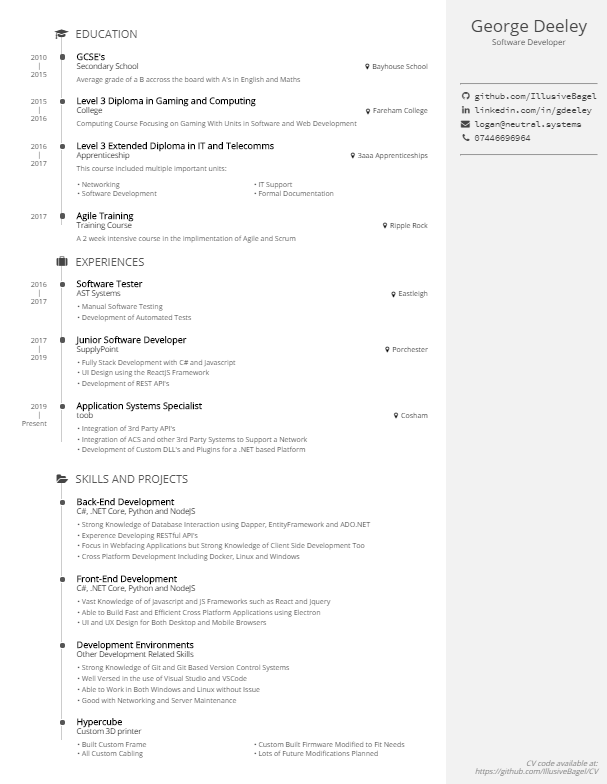 EDUCATION
2010
|
2015
GCSE's
Secondary School
Bayhouse School
Average grade of a B accross the board with A's in English and Maths
2015
|
2016
Level 3 Diploma in Gaming and Computing
College
Fareham College
Computing Course Focusing on Gaming With Units in Software and Web Development
2016
|
2017
Level 3 Extended Diploma in IT and Telecomms
Apprenticeship
3aaa Apprenticeships
This course included multiple important units:
• Networking
• IT Support
• Software Development
• Formal Documentation
2017
Agile Training
Training Course
Ripple Rock
A 2 week intensive course in the implimentation of Agile and Scrum
EXPERIENCES
2016
|
2017
Software Tester
AST Systems
Eastleigh
• Manual Software Testing
• Development of Automated Tests
2017
|
2019
Junior Software Developer
SupplyPoint
Porchester
• Fully Stack Development with C# and Javascript
• UI Design using the ReactJS Framework
• Development of REST API's
2019
|
Present
Application Systems Specialist
toob
Cosham
• Integration of 3rd Party API's
• Integration of ACS and other 3rd Party Systems to Support a Network
• Development of Custom DLL's and Plugins for a .NET based Platform
SKILLS AND PROJECTS
Back-End Development
C#, .NET Core, Python and NodeJS
• Strong Knowledge of Database Interaction using Dapper, EntityFramework and ADO.NET
• Experience Developing RESTful API's
• Focus in Webfacing Applications but Strong Knowledge of Client Side Development Too
• Cross Platform Development Including Docker, Linux and Windows
Front-End Development
C#, .NET Core, Python and NodeJS
• Vast Knowledge of of Javascript and JS Frameworks such as React and Jquery
• Able to Build Fast and Efficient Cross Platform Applications using Electron
• UI and UX Design for Both Desktop and Mobile Browsers
Development Environments
Other Development Related Skills
• Strong Knowledge of Git and Git Based Version Control Systems
• Well Versed in the use of Visual Studio and VSCode
• Able to Work in Both Windows and Linux without Issue
• Good with Networking and Server Maintenance
Hypercube
Custom 3D printer
• Built Custom Frame
• Custom Built Firmware Modified to Fit Needs
• All Custom Cabling
• Lots of Future Modifications Planned
George Deeley
Software Developer
github.com/IllusiveBagel
linkedin.com/in/gdeeley
logan@neutral.systems
07446696964
CV code available at:
https://github.com/IllusiveBagel/CV